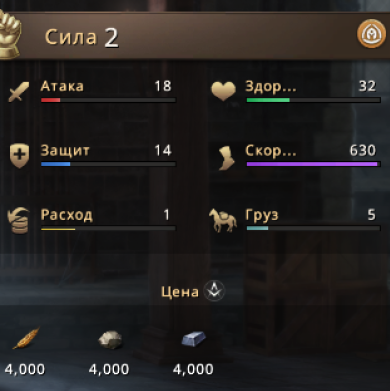 Сила 2
Атака 18 Здор... 32
Защит 14 Скор... 630
Расход 1 Груз 5
Цена
4,000 4,000 4,000